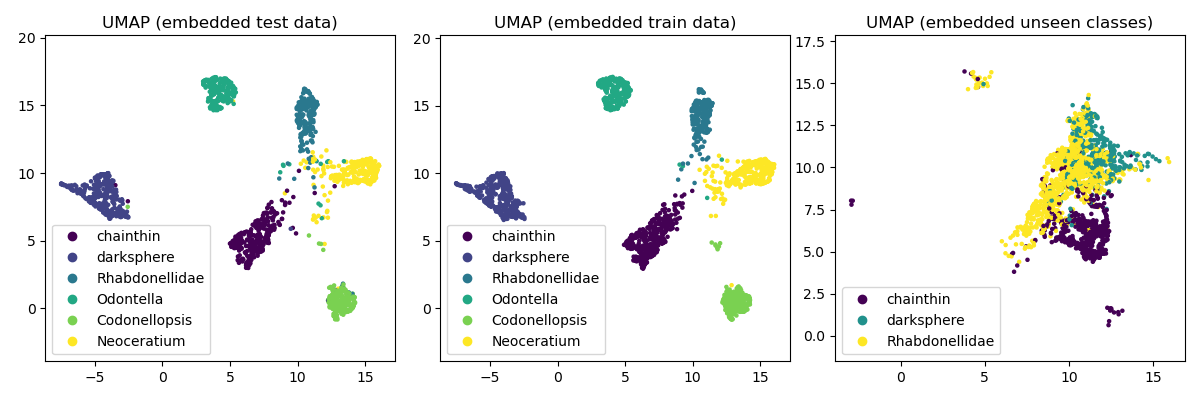 UMAP (embedded test data)
20
15
10
5
0
−5
0
5
10
15
chainthin
darksphere
Rhabdonellidae
Odontella
Codonellopsis
Neoceratium
UMAP (embedded train data)
20
15
10
5
0
−5
0
5
10
15
chainthin
darksphere
Rhabdonellidae
Odontella
Codonellopsis
Neoceratium
UMAP (embedded unseen classes)
17.5
15.0
12.5
10.0
7.5
5.0
2.5
0.0
0
5
10
15
chainthin
darksphere
Rhabdonellidae